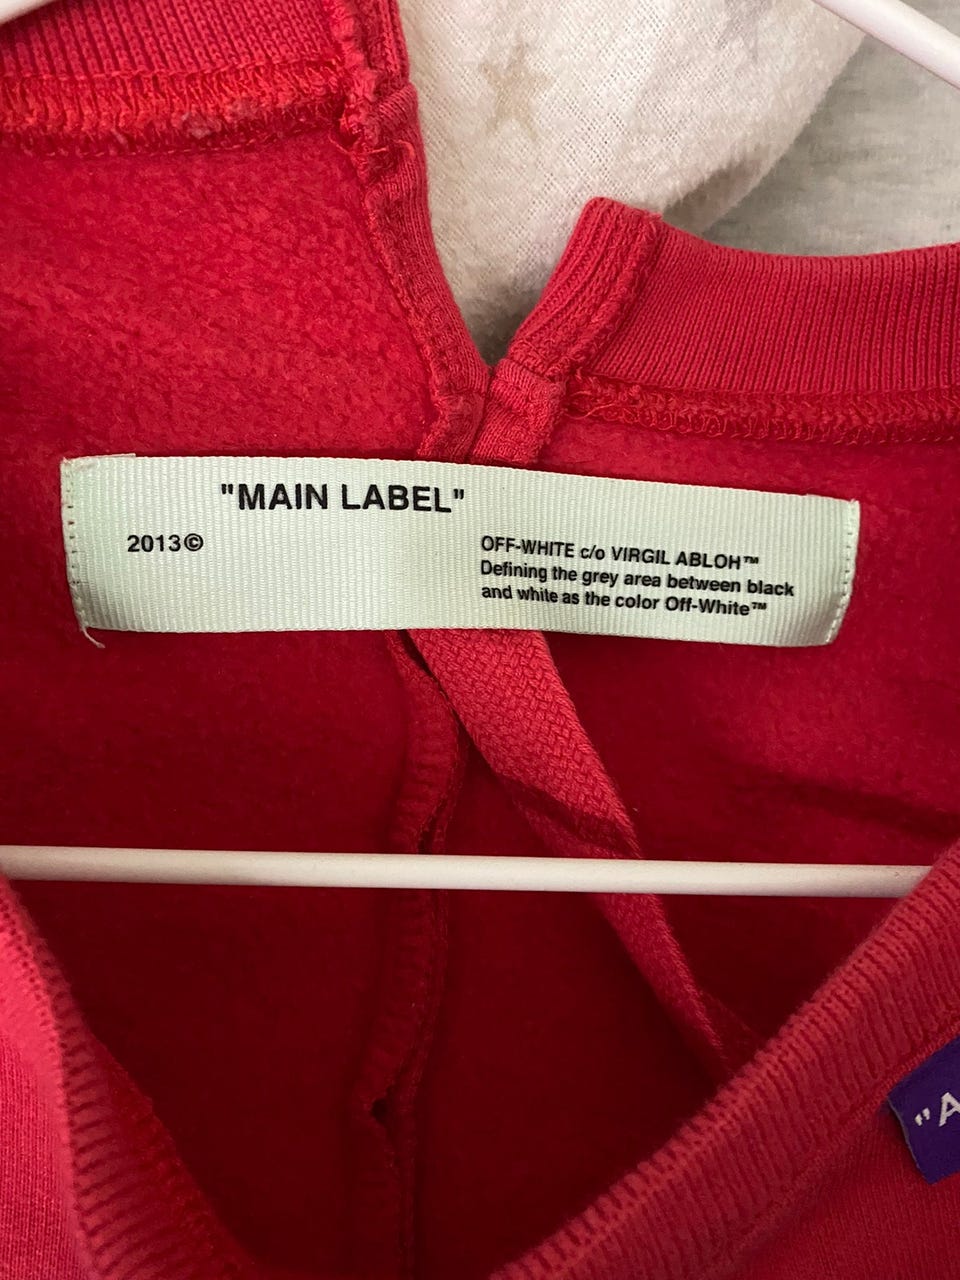 "MAIN LABEL"
2013©
OFF-WHITE c/o VIRGIL ABLOH™
Defining the grey area between black
and white as the color Off-White™